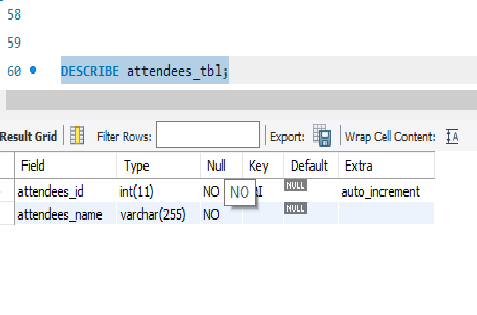 58
59
60 DESCRIBE attendees_tbl;
Result Grid Filter Rows: Export: Wrap Cell Content: IA
Field Type Null Key Default Extra
attendees_id int(11) NO NULL auto_increment
NO
attendees_name varchar(255) NO NULL